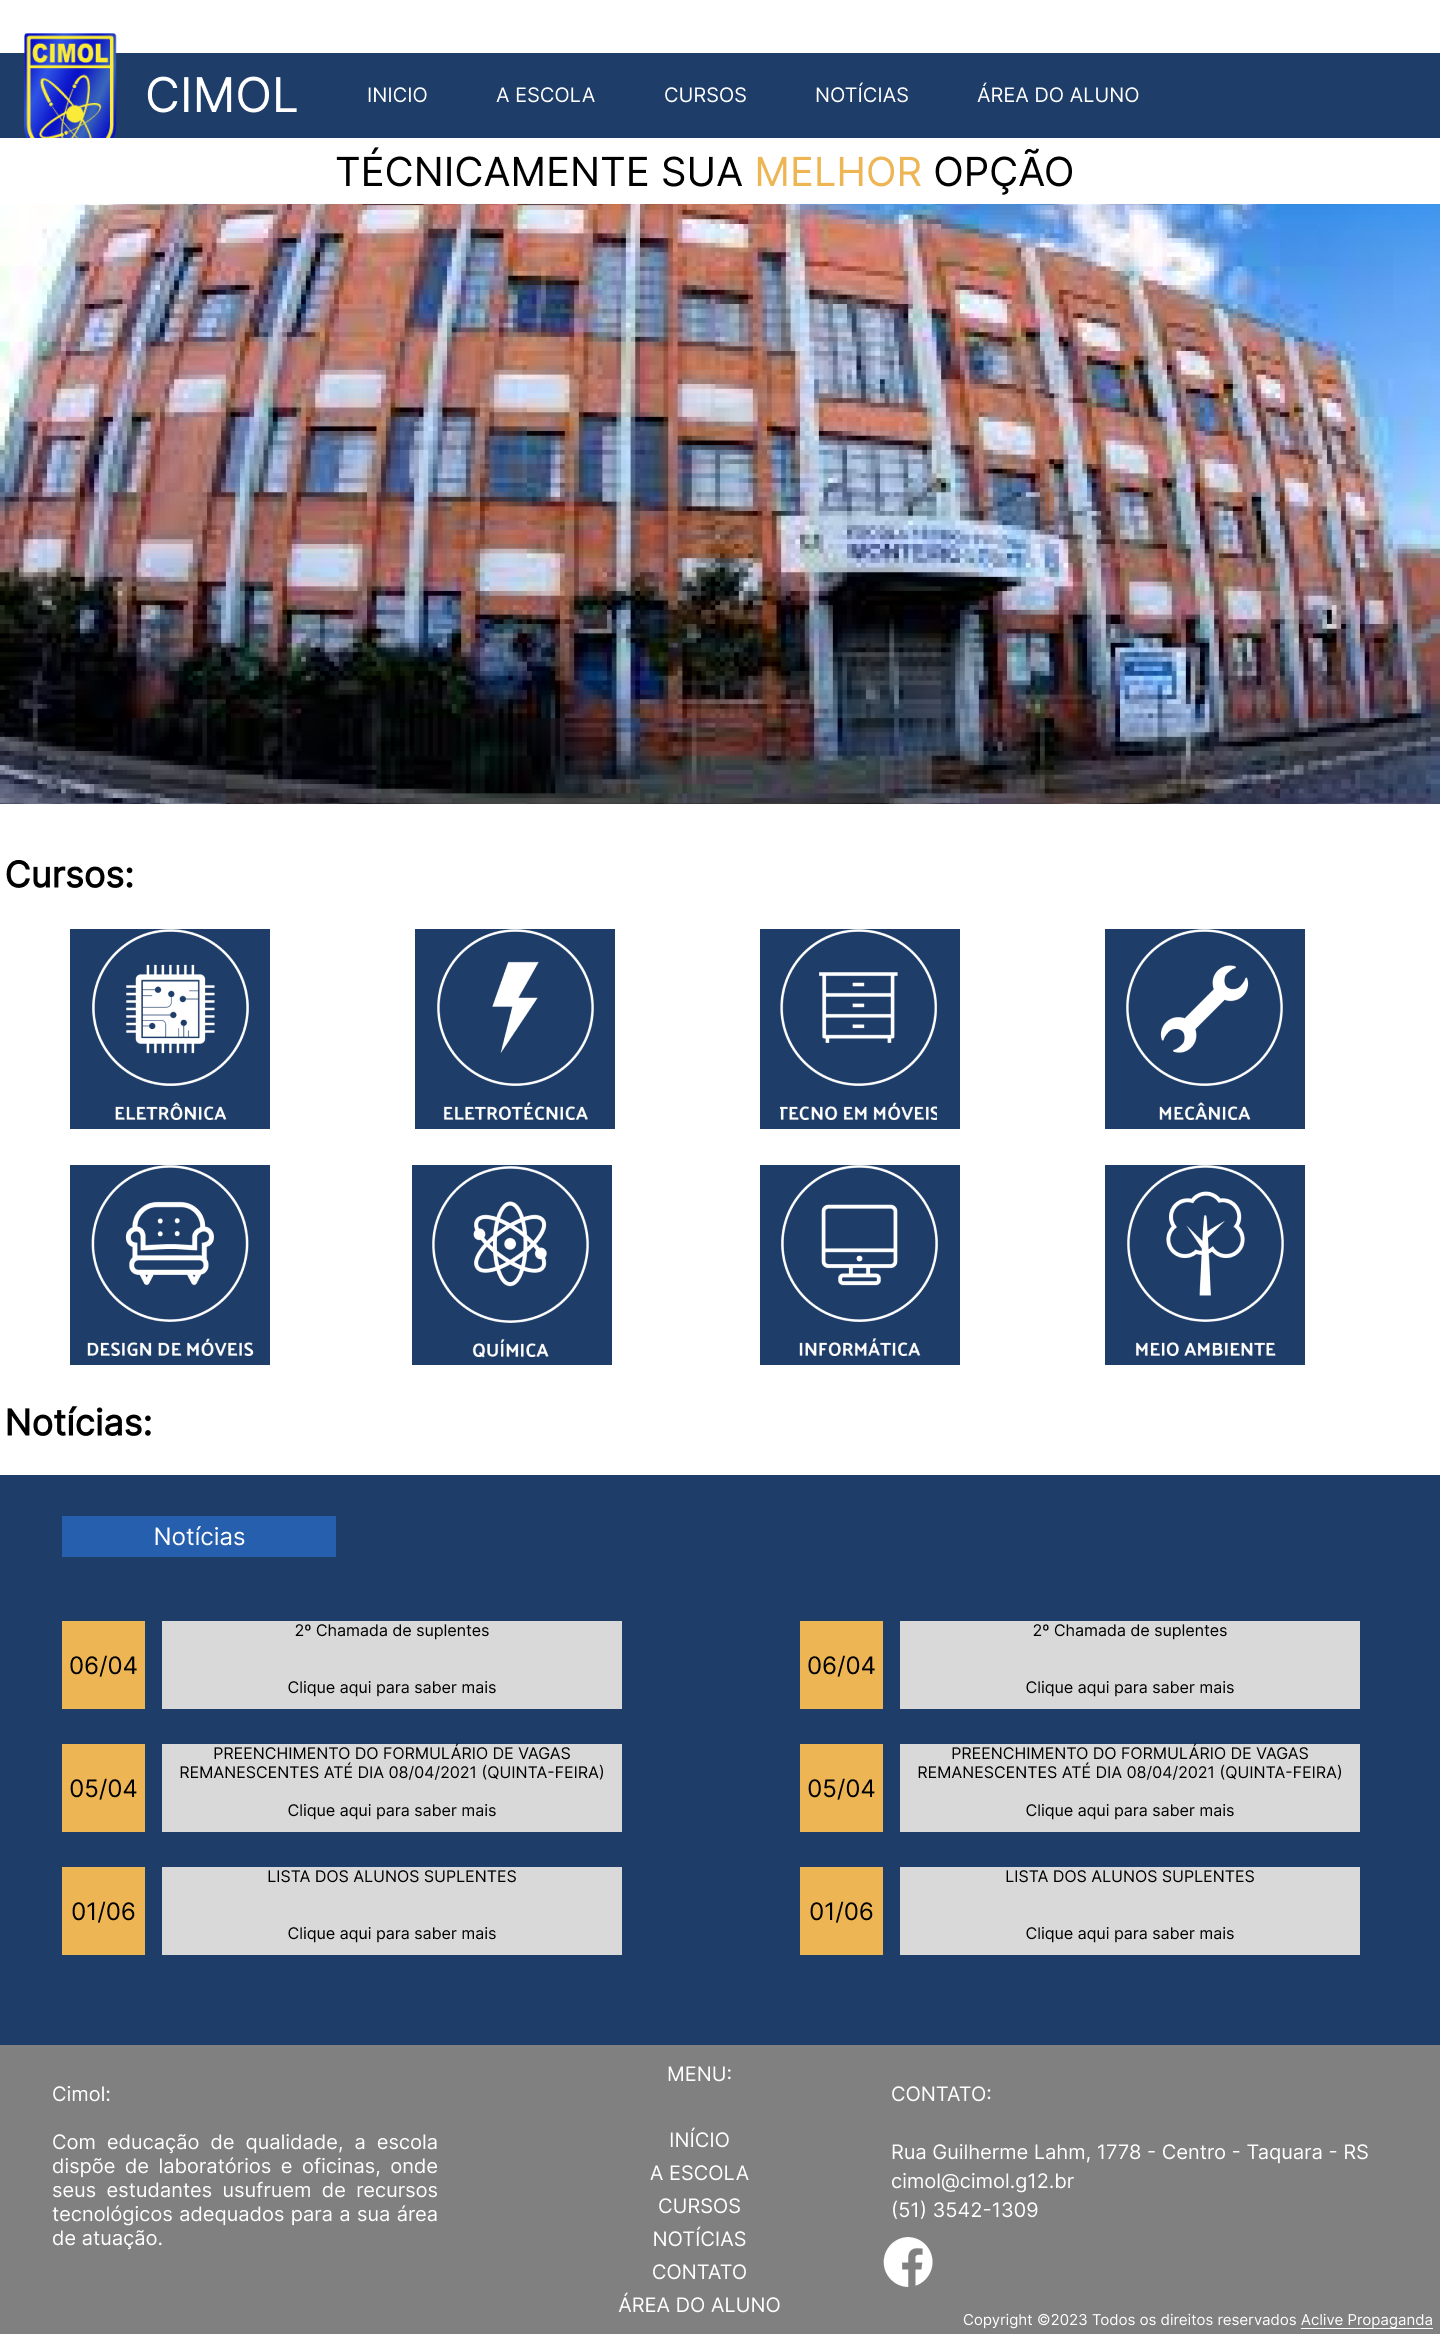 CIMOL
CIMOL
INICIO
A ESCOLA
CURSOS
NOTÍCIAS
ÁREA DO ALUNO
TÉCNICAMENTE SUA MELHOR OPÇÃO
MONTEIRO
Cursos:
ELETRÔNICA
ELETROTÉCNICA
TECNO EM MÓVEIS
MECÂNICA
DESIGN DE MÓVEIS
QUÍMICA
INFORMÁTICA
MEIO AMBIENTE
Notícias:
Notícias
06/04
2º Chamada de suplentes
Clique aqui para saber mais
06/04
2º Chamada de suplentes
Clique aqui para saber mais
05/04
PREENCHIMENTO DO FORMULÁRIO DE VAGAS
REMANESCENTES ATÉ DIA 08/04/2021 (QUINTA-FEIRA)
Clique aqui para saber mais
05/04
PREENCHIMENTO DO FORMULÁRIO DE VAGAS
REMANESCENTES ATÉ DIA 08/04/2021 (QUINTA-FEIRA)
Clique aqui para saber mais
01/06
LISTA DOS ALUNOS SUPLENTES
Clique aqui para saber mais
01/06
LISTA DOS ALUNOS SUPLENTES
Clique aqui para saber mais
Cimol:
Com educação de qualidade, a escola
dispõe de laboratórios e oficinas, onde
seus estudantes usufruem de recursos
tecnológicos adequados para a sua área
de atuação.
MENU:
INÍCIO
A ESCOLA
CURSOS
NOTÍCIAS
CONTATO
ÁREA DO ALUNO
CONTATO:
Rua Guilherme Lahm, 1778 - Centro - Taquara - RS
cimol@cimol.g12.br
(51) 3542-1309
Copyright ©2023 Todos os direitos reservados Aclive Propaganda